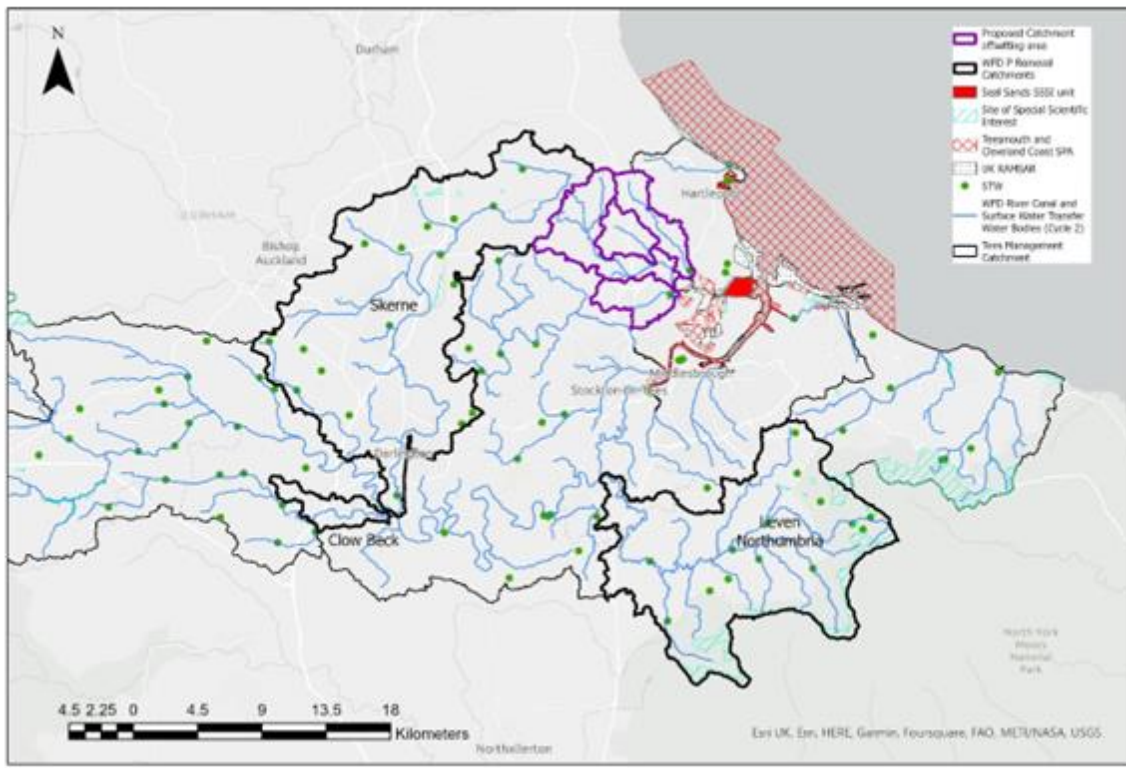 N
Durham
Proposed Catchment
offsetting area
WFD P Removal
Catchments
Seal Sands SSSI unit
Site of Special Scientific
Interest
Teesmouth and
Cleveland Coast SPA
UK RAMSAR
STW
WFD River Canal and
Surface Water Transfer
Water Bodies (Cycle 2)
Tees Management
Catchment
Bishop
Auckland
Skerne
Stockton-on-Tees
Darlington
Clow Beck
Leven
Northumbria
North York
Moors
National
Park
4.5 2.25 0 4.5 9 13.5 18
Kilometers
Northallerton
Esri UK, Esri, HERE, Garmin, Foursquare, FAO, METI/NASA, USGS